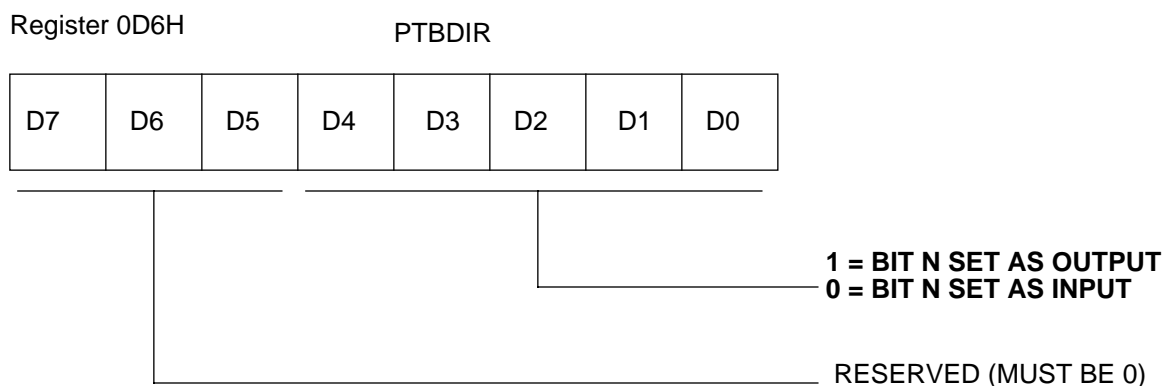 Register 0D6H
PTBDIR
D7 D6 D5 D4 D3 D2 D1 D0
1 = BIT N SET AS OUTPUT
0 = BIT N SET AS INPUT
RESERVED (MUST BE 0)